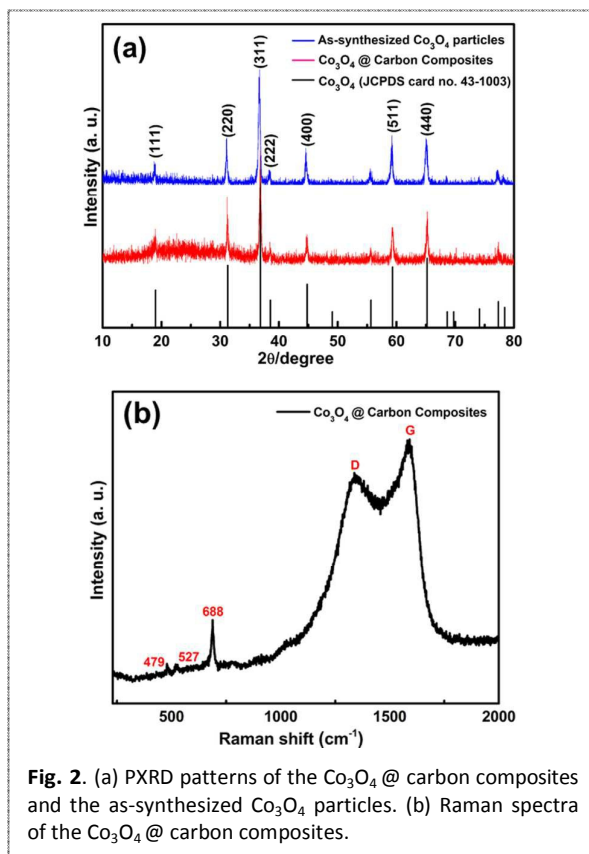 (a)
As-synthesized Co₃O₄ particles
Co₃O₄ @ Carbon Composites
Co₃O₄ (JCPDS card no. 43-1003)
(111)
(220)
(311)
(222)
(400)
(511)
(440)
Intensity (a. u.)
10 20 30 40 50 60 70 80
2θ/degree
(b)
Co₃O₄ @ Carbon Composites
D
G
479
527
688
Intensity (a. u.)
500 1000 1500 2000
Raman shift (cm⁻¹)
Fig. 2. (a) PXRD patterns of the Co₃O₄ @ carbon composites
and the as-synthesized Co₃O₄ particles. (b) Raman spectra
of the Co₃O₄ @ carbon composites.